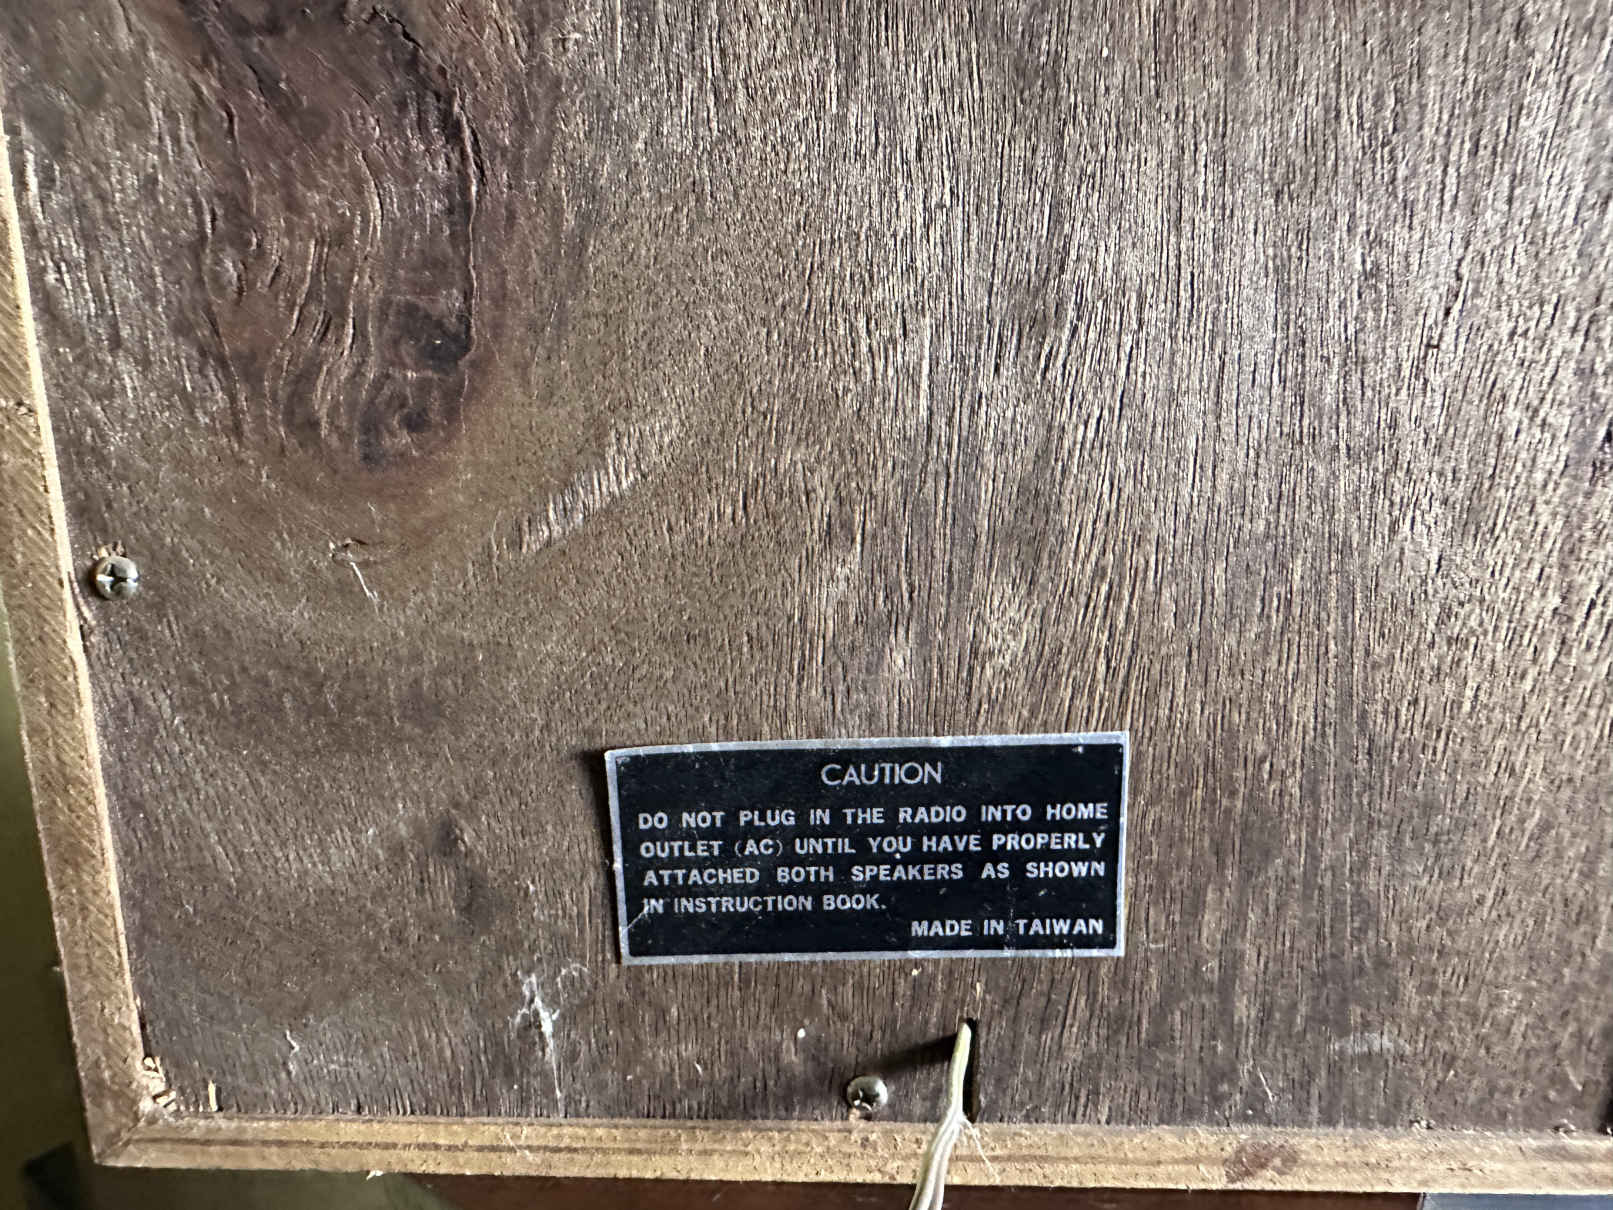 CAUTION
DO NOT PLUG IN THE RADIO INTO HOME
OUTLET (AC) UNTIL YOU HAVE PROPERLY
ATTACHED BOTH SPEAKERS AS SHOWN
IN INSTRUCTION BOOK.
MADE IN TAIWAN